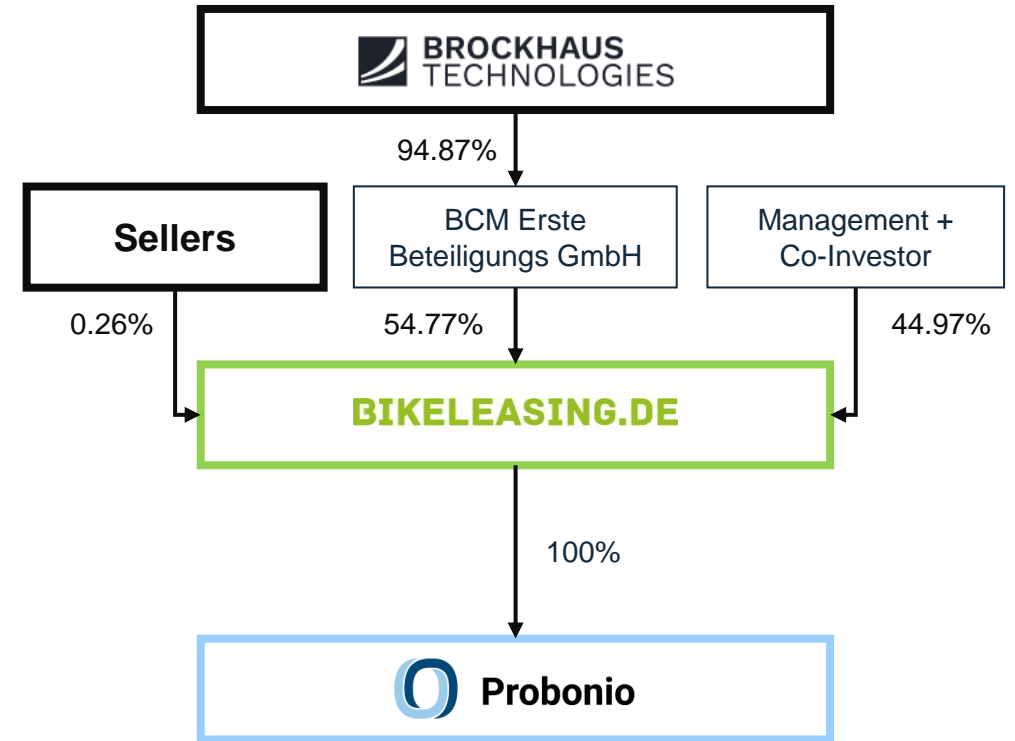 BROCKHAUS
TECHNOLOGIES
94.87%
Sellers
BCM Erste
Beteiligungs GmbH
Management +
Co-Investor
0.26%
54.77%
44.97%
BIKELEASING.DE
100%
Probonio